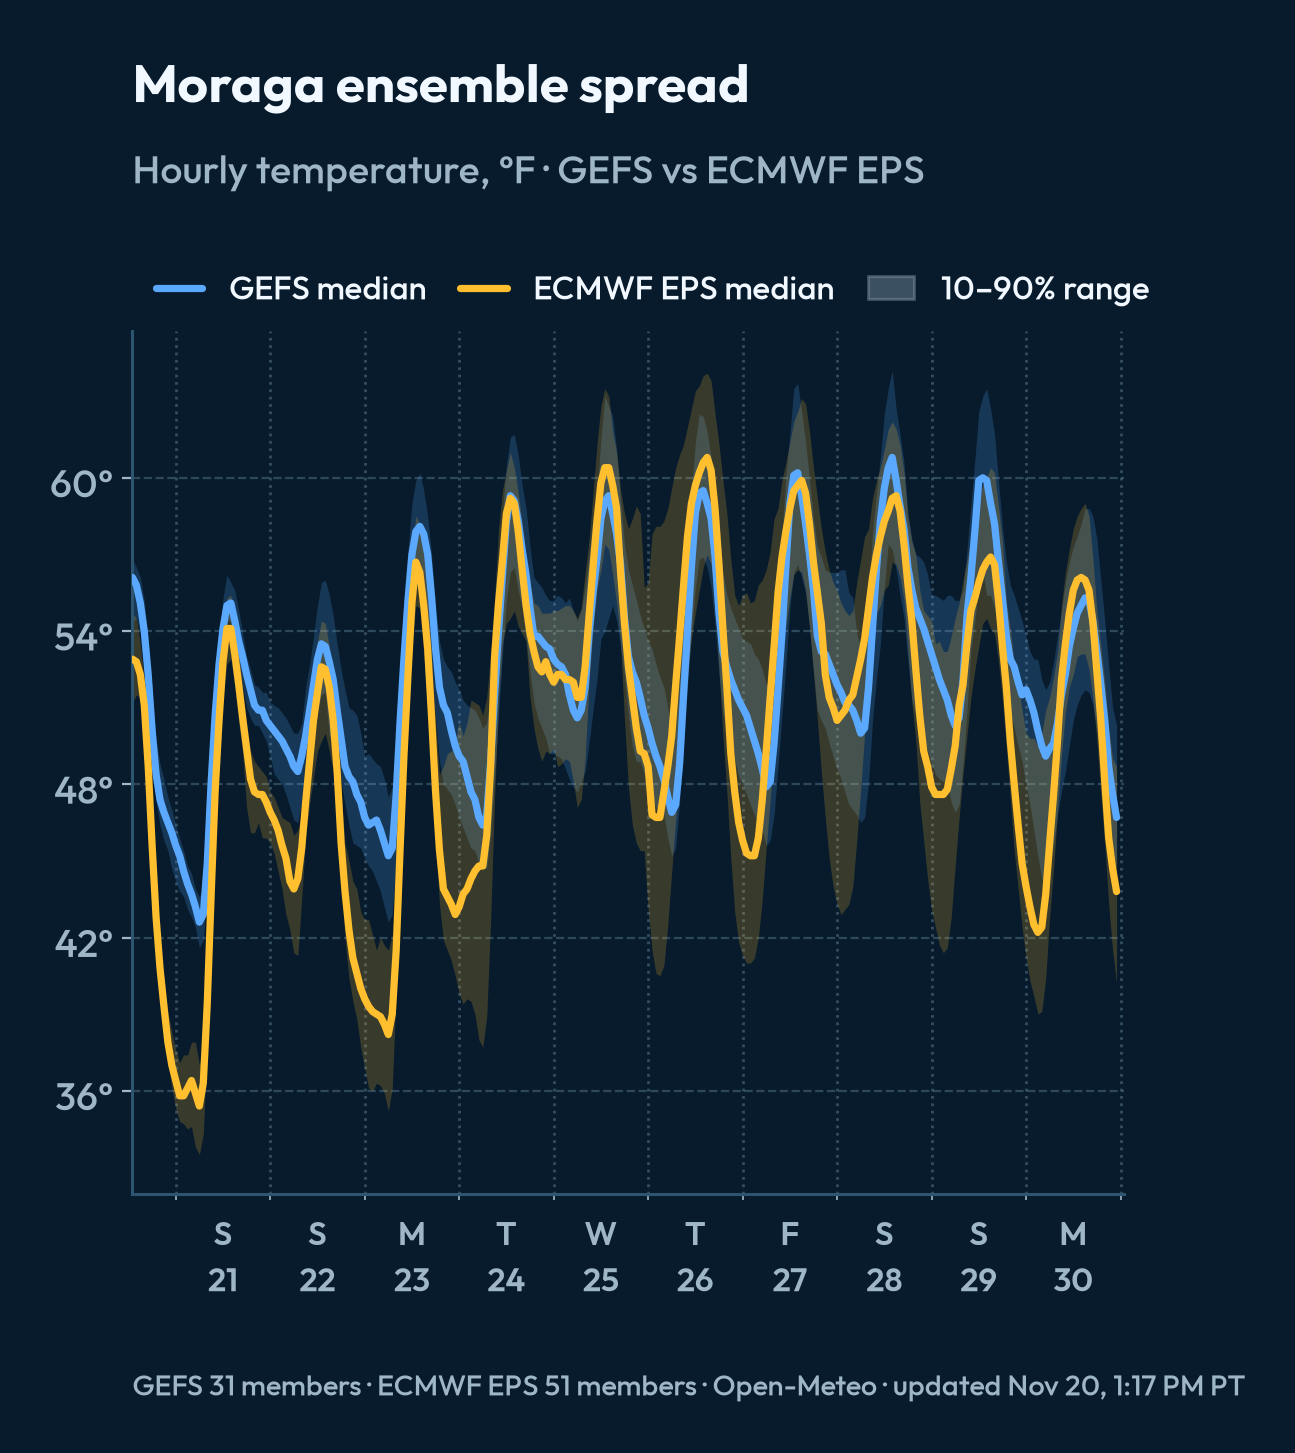 Moraga ensemble spread
Hourly temperature, °F · GEFS vs ECMWF EPS
GEFS median ECMWF EPS median 10–90% range
60°
54°
48°
42°
36°
S S M T W T F S S M
21 22 23 24 25 26 27 28 29 30
GEFS 31 members · ECMWF EPS 51 members · Open-Meteo · updated Nov 20, 1:17 PM PT